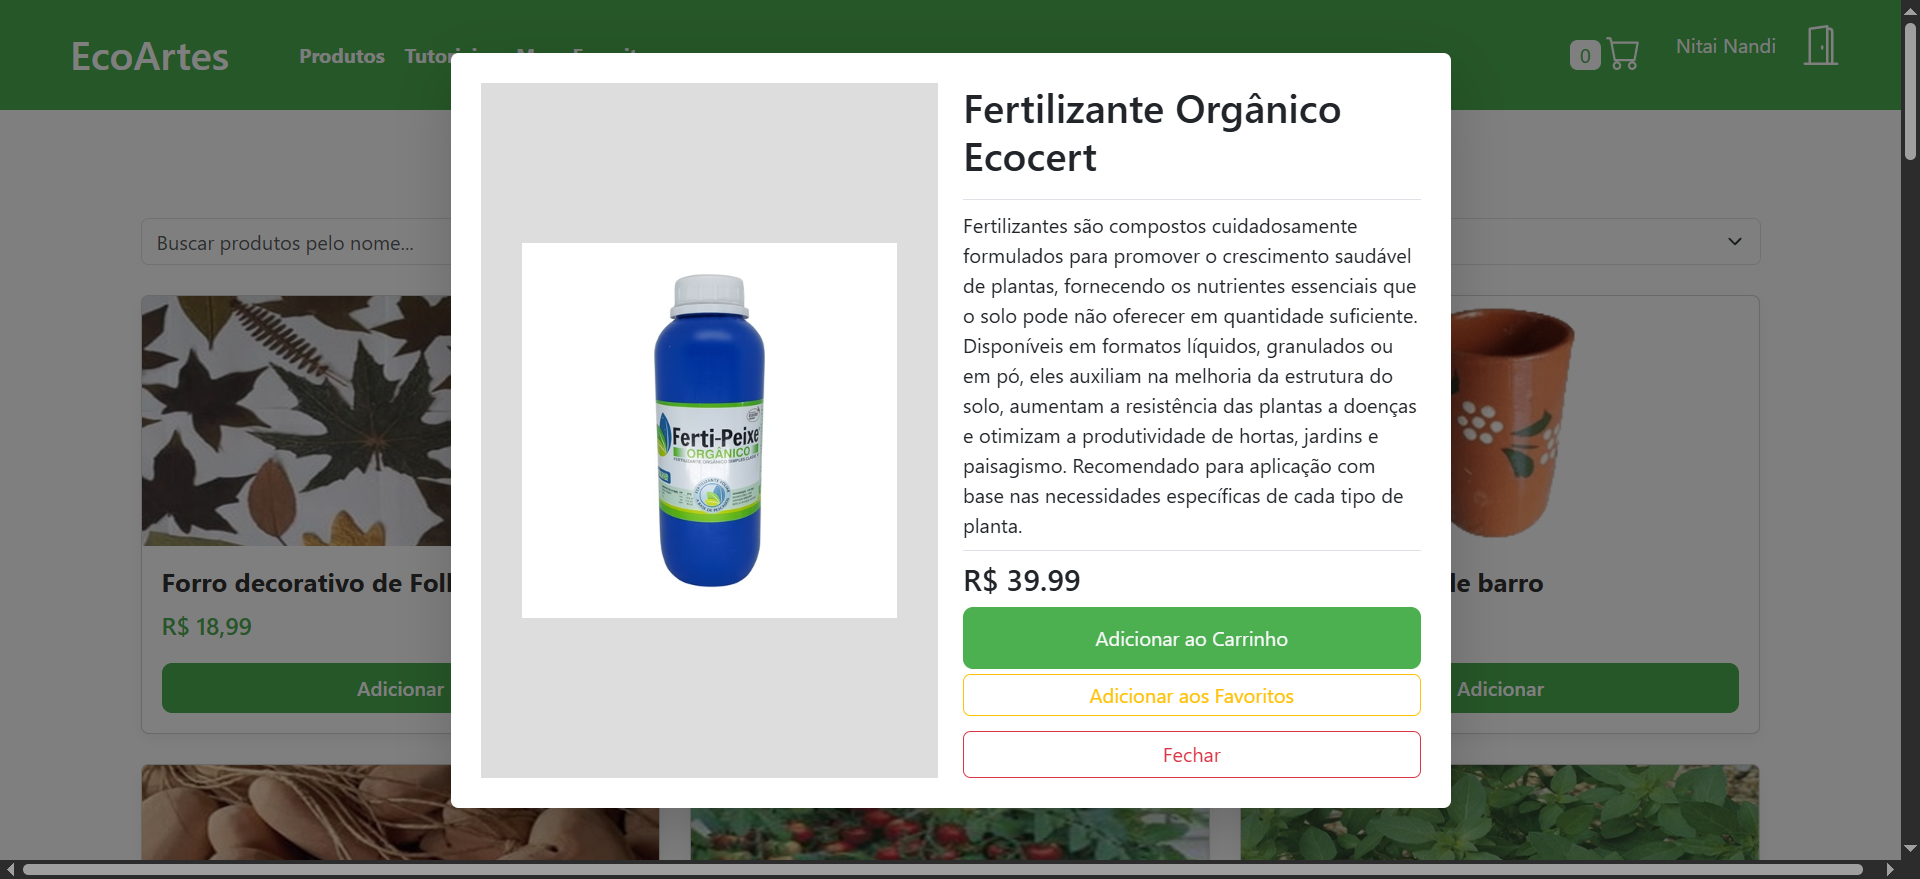 EcoArtes
Produtos
0
Nitai Nandi
Buscar produtos pelo nome...
Forro decorativo de Foll
R$ 18,99
Adicionar
de barro
Adicionar
Ferti-Peixe
ORGÂNICO
Fertilizante Orgânico
Ecocert
Fertilizantes são compostos cuidadosamente
formulados para promover o crescimento saudável
de plantas, fornecendo os nutrientes essenciais que
o solo pode não oferecer em quantidade suficiente.
Disponíveis em formatos líquidos, granulados ou
em pó, eles auxiliam na melhoria da estrutura do
solo, aumentam a resistência das plantas a doenças
e otimizam a produtividade de hortas, jardins e
paisagismo. Recomendado para aplicação com
base nas necessidades específicas de cada tipo de
planta.
R$ 39.99
Adicionar ao Carrinho
Adicionar aos Favoritos
Fechar